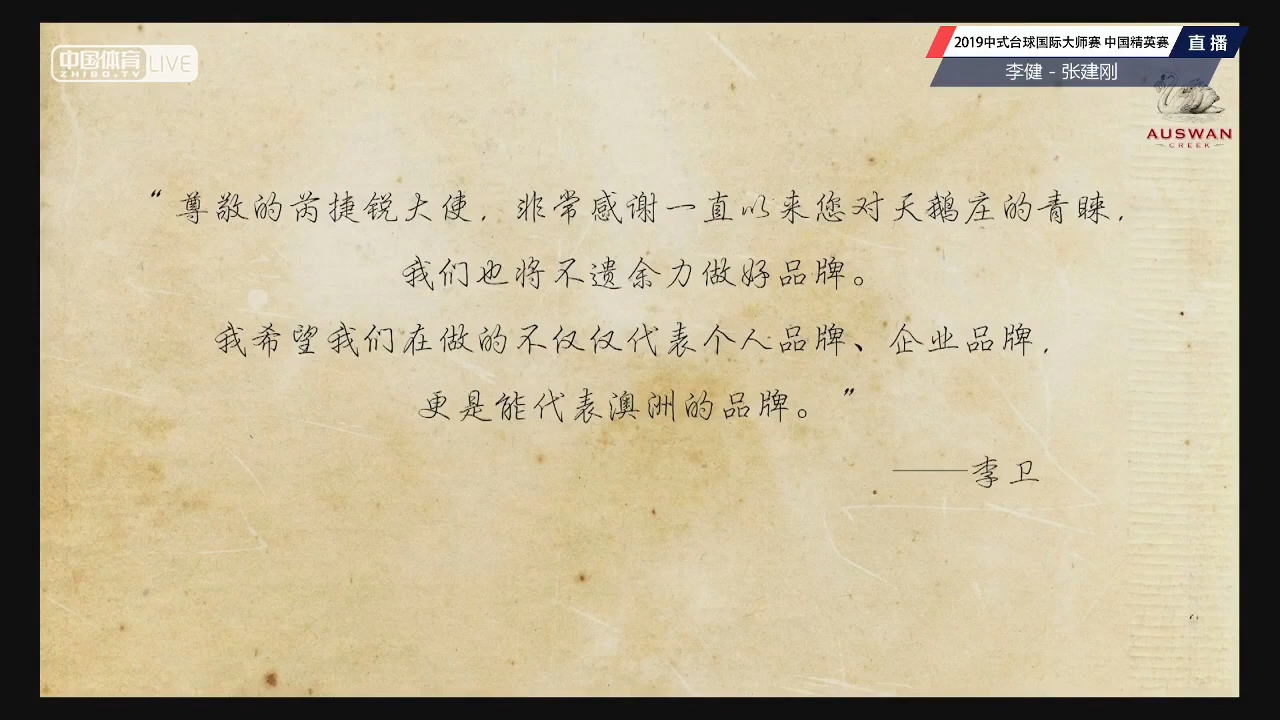 中国体育
ZHIBO.TV
LIVE
2019中式台球国际大师赛 中国精英赛
直播
李健 - 张建刚
AUSWAN
CREEK
“尊敬的芮捷锐大使，非常感谢一直以来您对天鹅庄的青睐，
我们也将不遗余力做好品牌。
我希望我们在做的不仅仅代表个人品牌、企业品牌，
更是能代表澳洲的品牌。”
——李卫